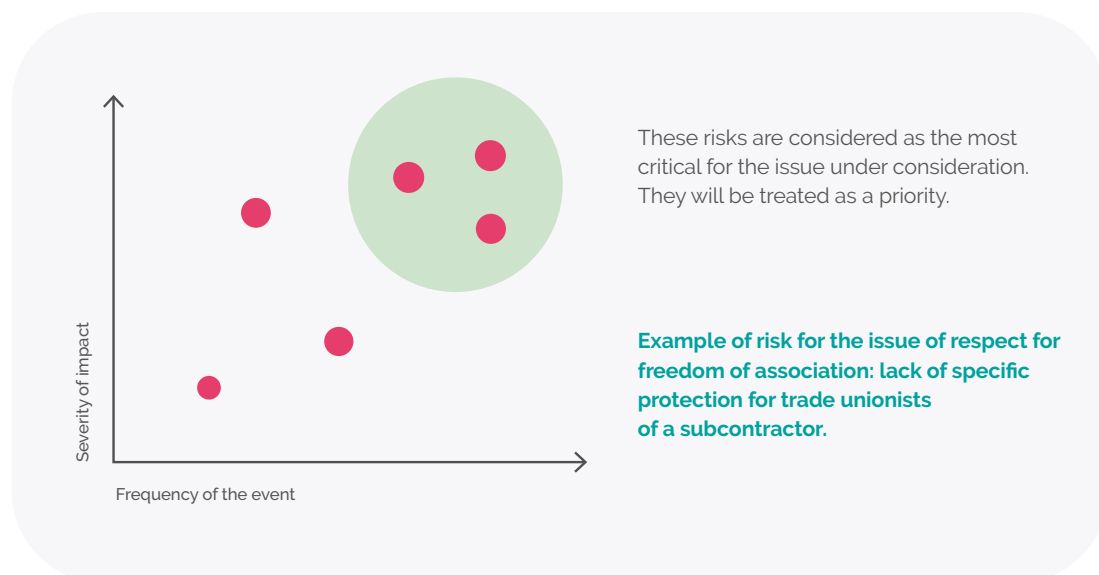 These risks are considered as the most
critical for the issue under consideration.
They will be treated as a priority.
Example of risk for the issue of respect for
freedom of association: lack of specific
protection for trade unionists
of a subcontractor.
Severity of impact
Frequency of the event